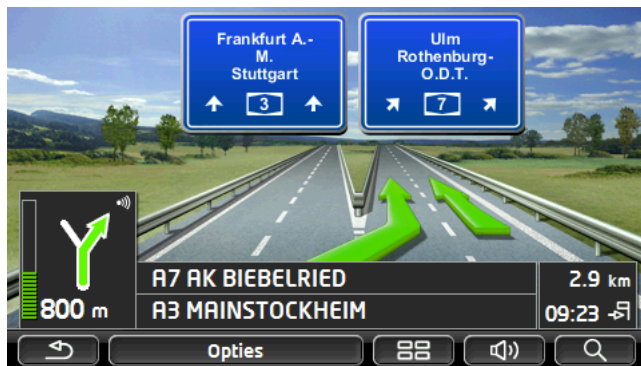 Frankfurt A.-
M.
Stuttgart
3
Ulm
Rothenburg-
O.D.T.
7
800 m
A7 AK BIEBELRIED
2.9 km
A3 MAINSTOCKHEIM
09:23
Opties